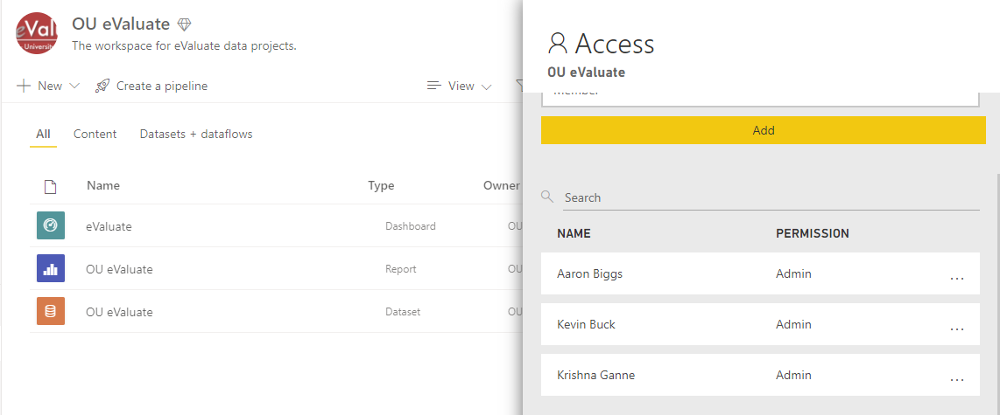 eVal
University
OU eValuate
The workspace for eValuate data projects.
New
Create a pipeline
View
All
Content
Datasets + dataflows
Name
Type
Owner
eValuate
Dashboard
OU
OU eValuate
Report
OU
OU eValuate
Dataset
OU
Access
OU eValuate
Member
Add
Search
NAME
PERMISSION
Aaron Biggs
Admin
...
Kevin Buck
Admin
...
Krishna Ganne
Admin
...